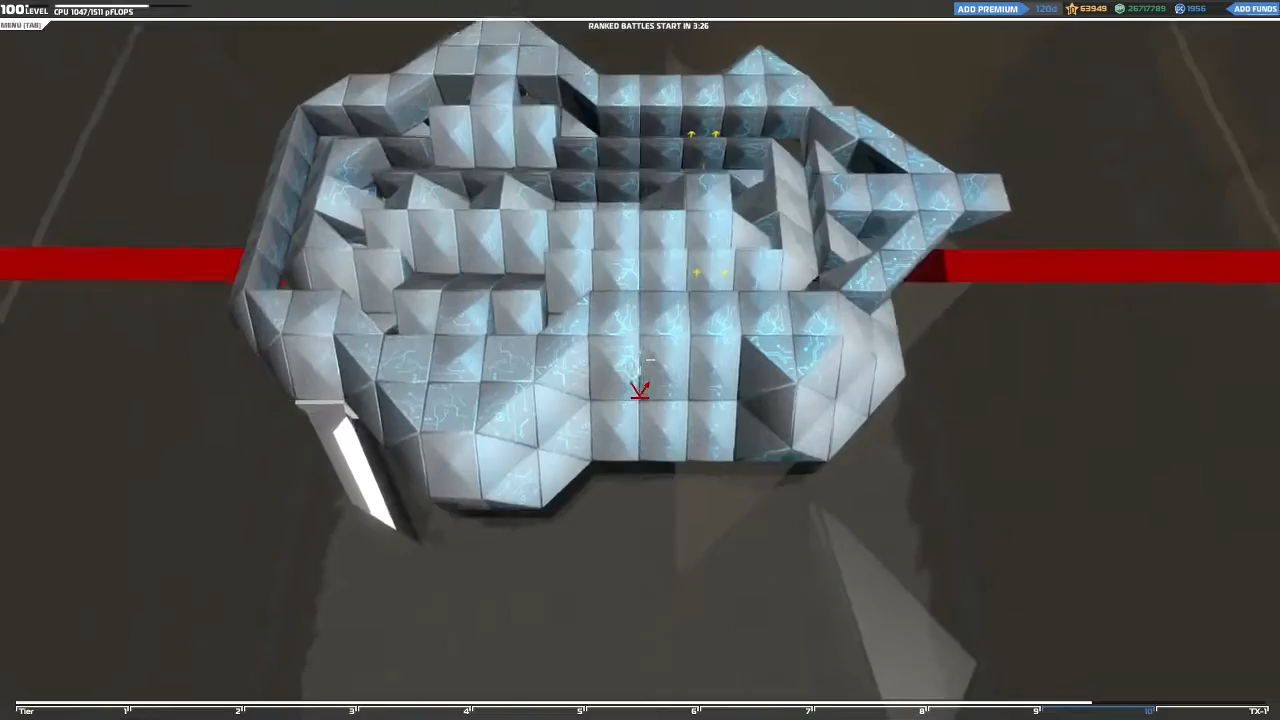 100 LEVEL CPU 1047/1511 pFLOPS
ADD PREMIUM 120d 63949 26717789 1956 ADD FUNDS
MENU (TAB)
RANKED BATTLES START IN 3:26
Tier 1 2 3 4 5 6 7 8 9 10 TX-1